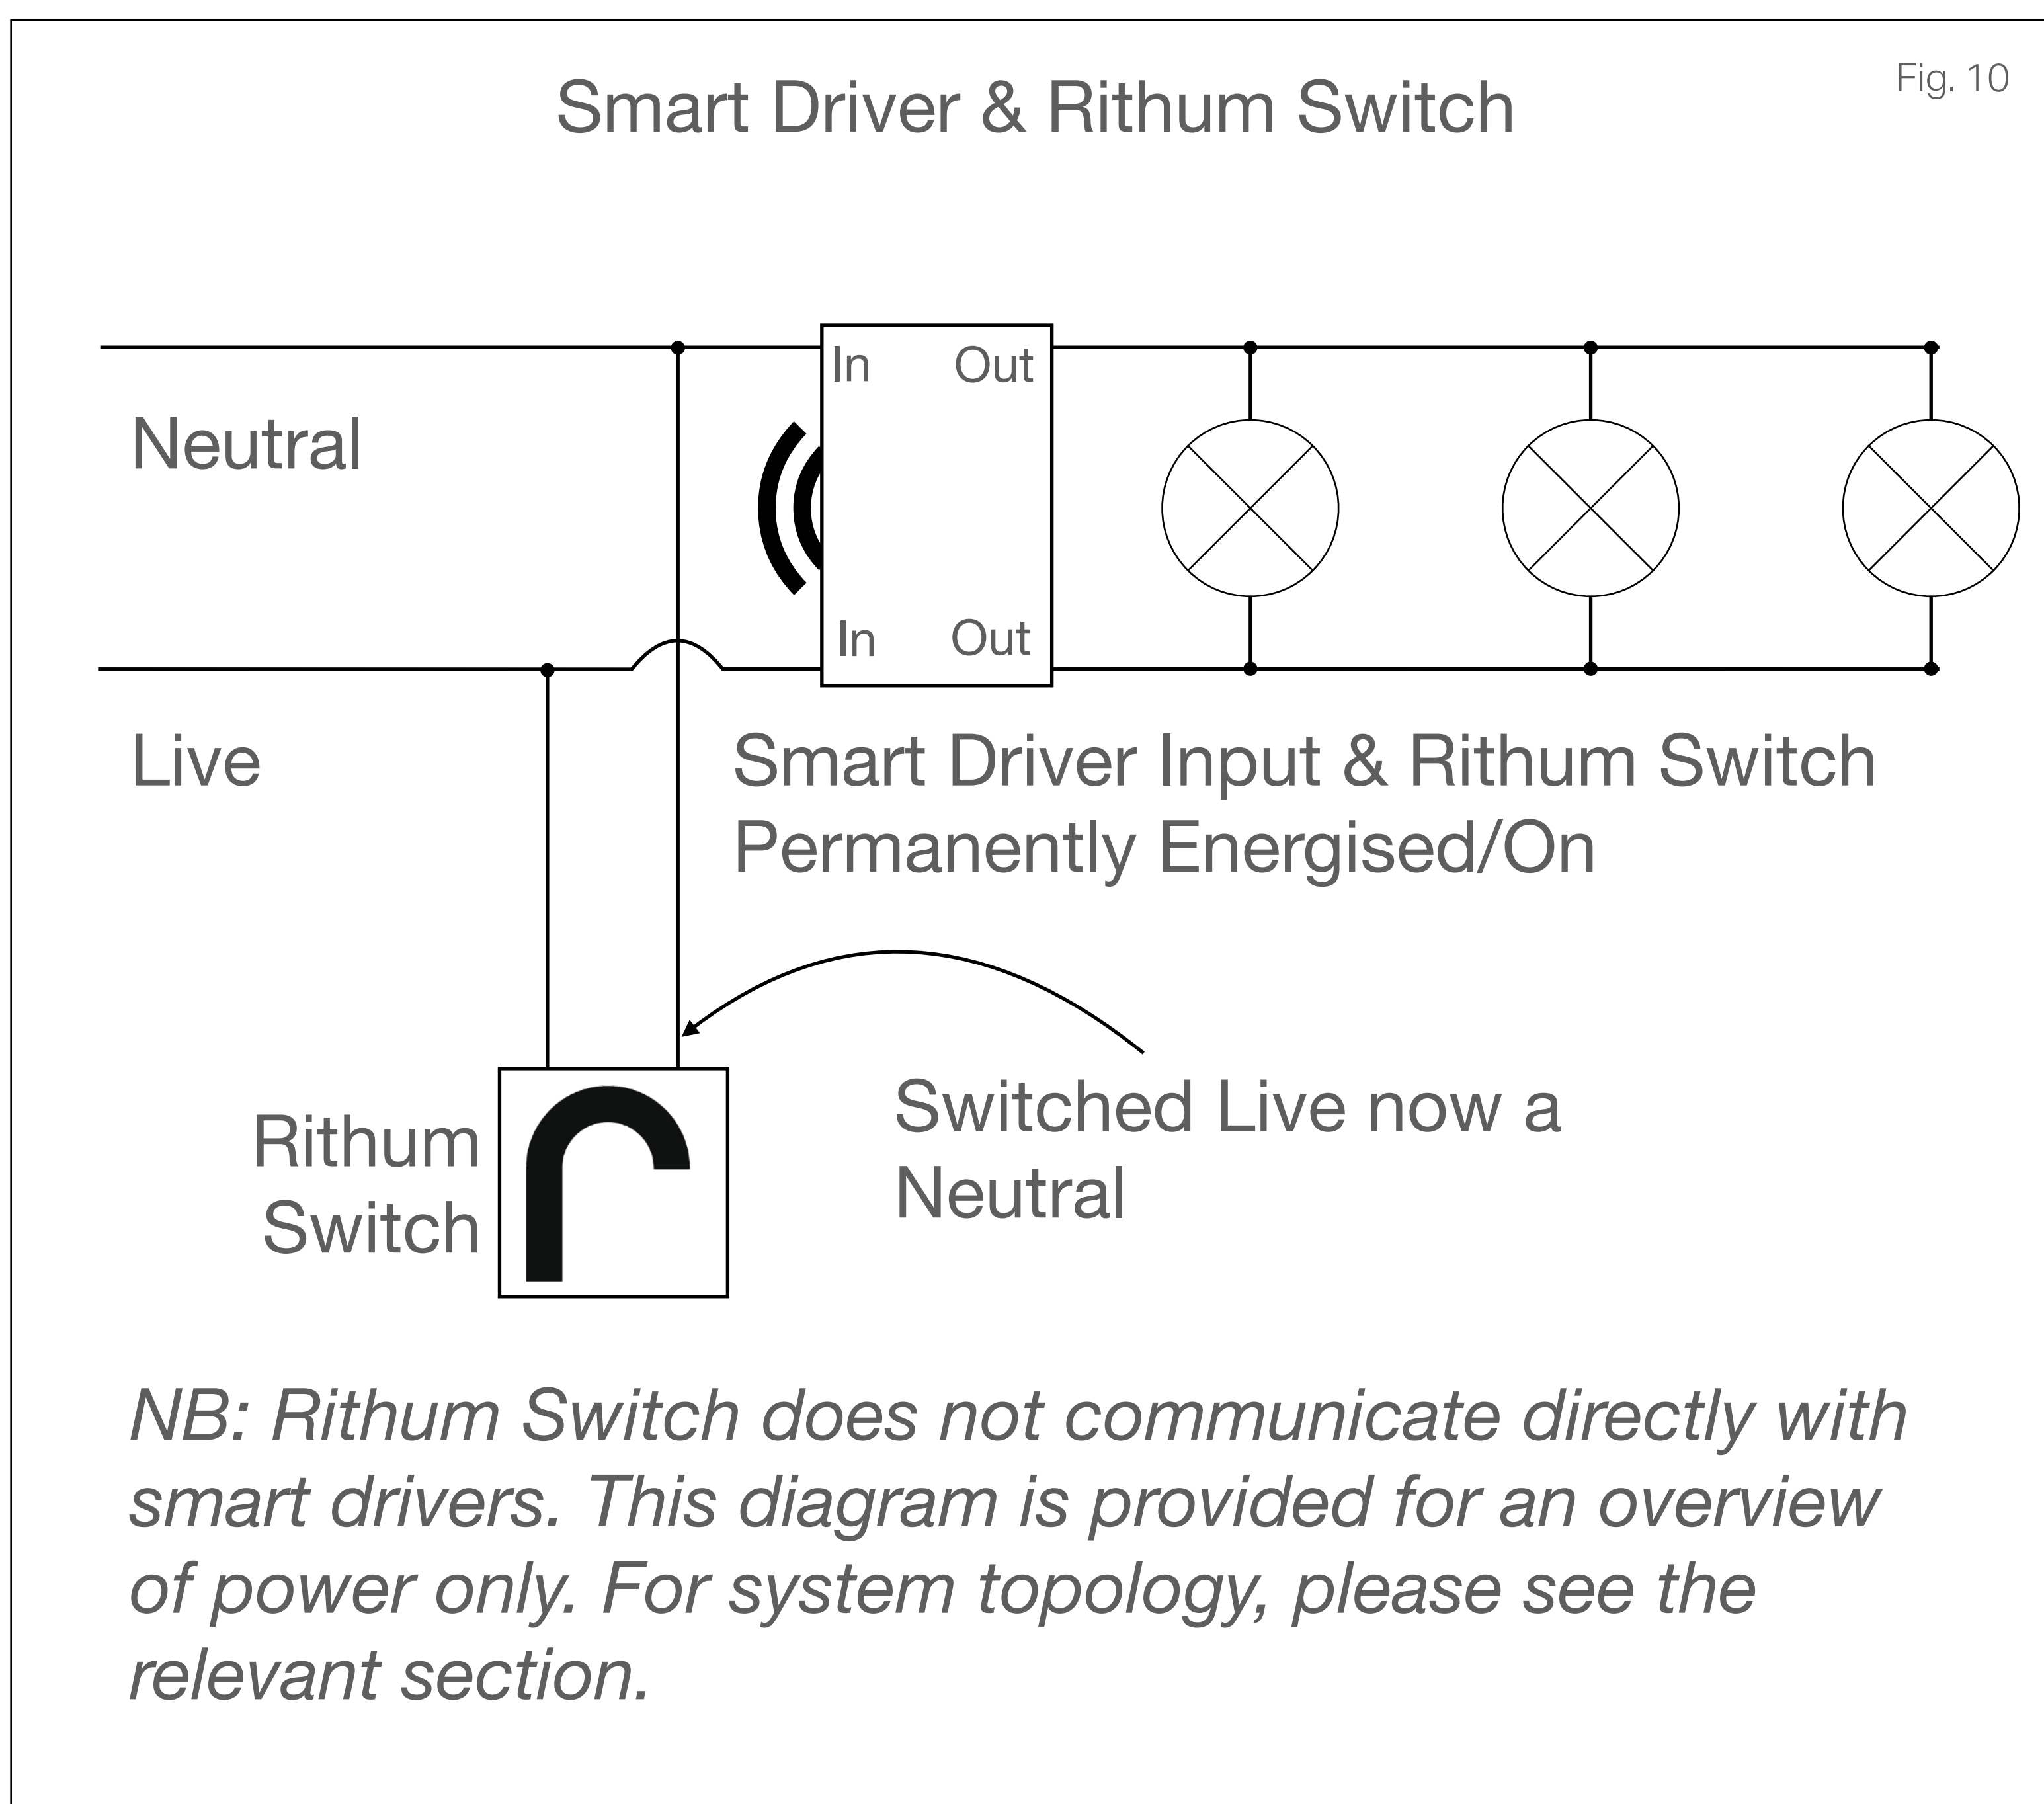 Smart Driver & Rithum Switch
Fig. 10
In Out
Neutral
In Out
Live
Smart Driver Input & Rithum Switch
Permanently Energised/On
Rithum
Switch
Switched Live now a
Neutral
NB: Rithum Switch does not communicate directly with
smart drivers. This diagram is provided for an overview
of power only. For system topology, please see the
relevant section.